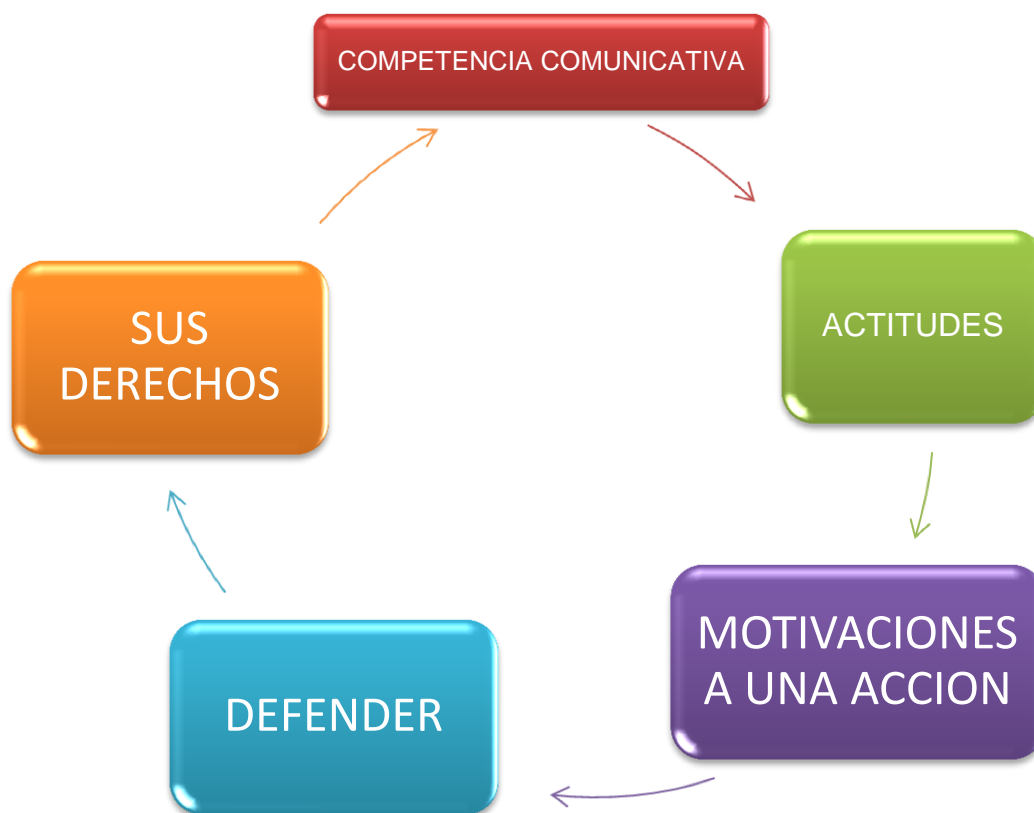 COMPETENCIA COMUNICATIVA
ACTITUDES
MOTIVACIONES
A UNA ACCION
DEFENDER
SUS
DERECHOS